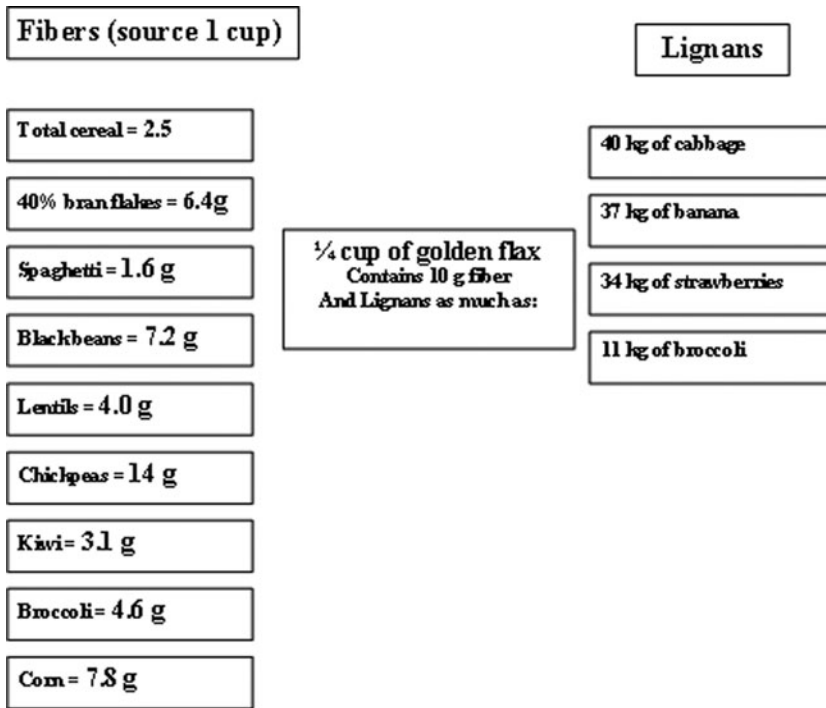 Fibers (source 1 cup)
Total cereal = 2.5
40% bran flakes = 6.4g
Spaghetti = 1.6 g
Blackbeans = 7.2 g
Lentils = 4.0 g
Chickpeas = 14 g
Kiwi= 3.1 g
Broccoli= 4.6 g
Corn = 7.8 g
¼ cup of golden flax
Contains 10 g fiber
And Lignans as much as:
Lignans
40 kg of cabbage
37 kg of banana
34 kg of strawberries
11 kg of broccoli